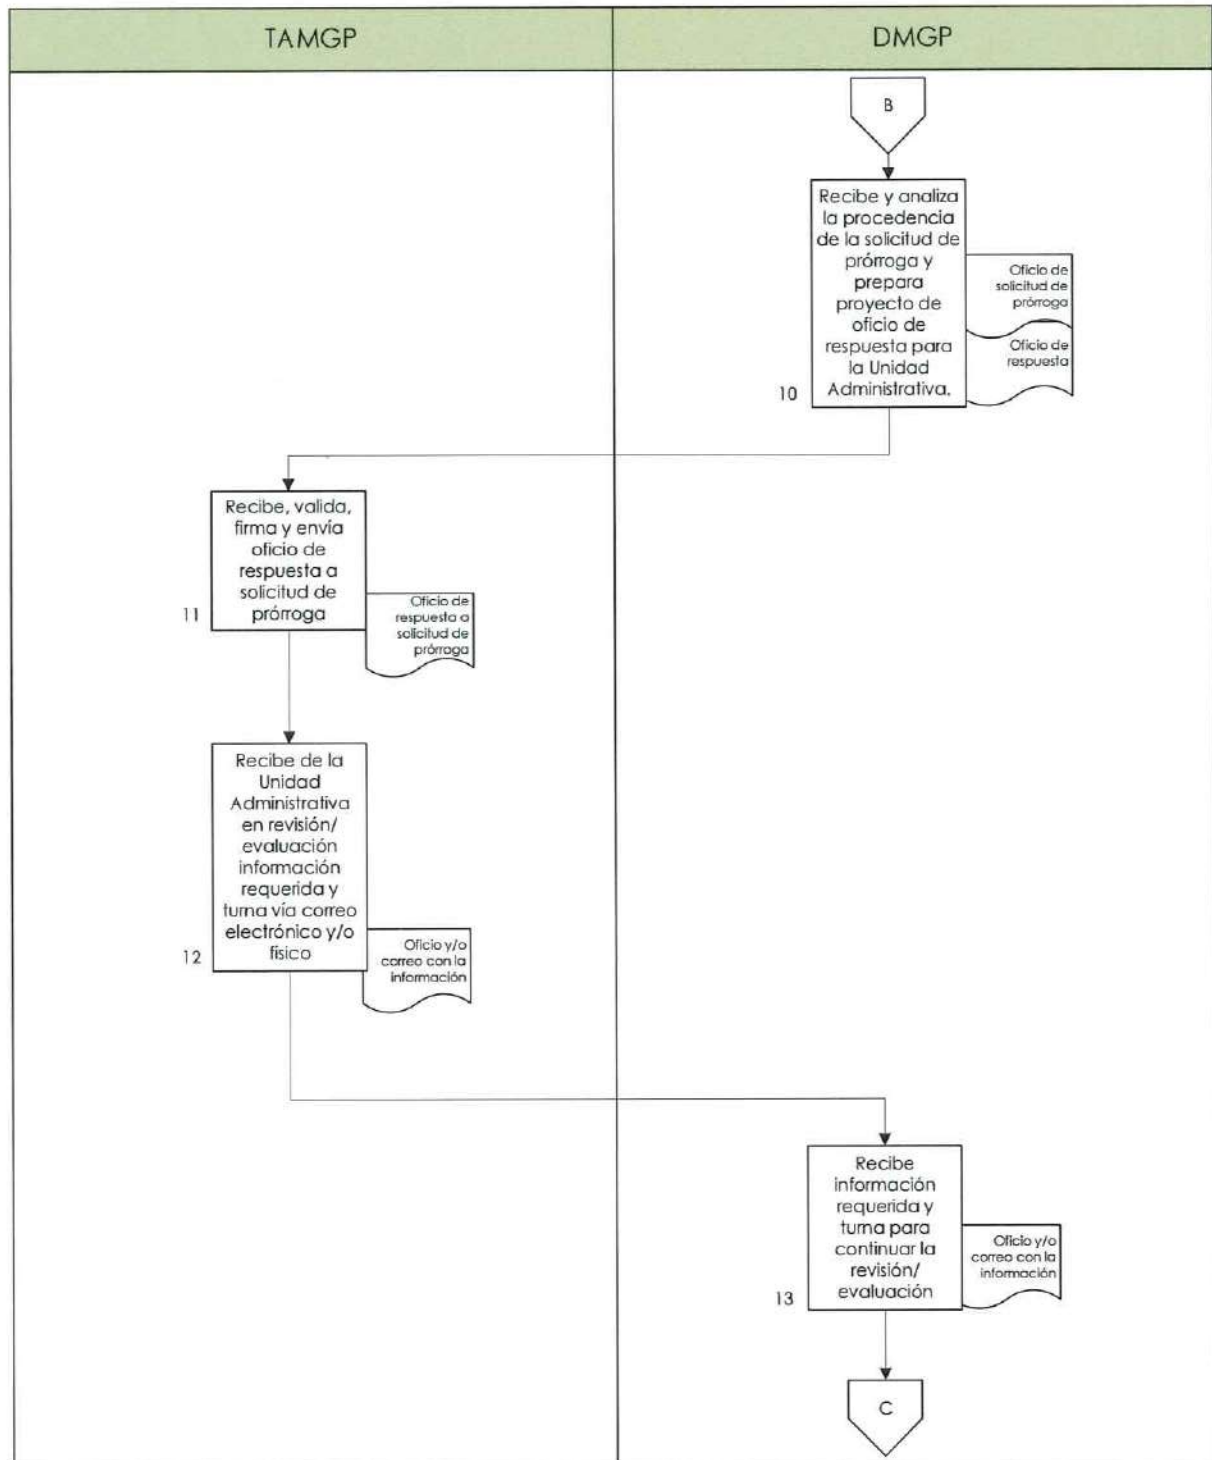 TAMGP
DMGP
B
Recibe y analiza
la procedencia
de la solicitud de
prórroga y
prepara
proyecto de
oficio de
respuesta para
la Unidad
Administrativa.
10
Oficio de
solicitud de
prórroga
Oficio de
respuesta
Recibe, valida,
firma y envía
oficio de
respuesta a
solicitud de
prórroga
11
Oficio de
respuesta a
solicitud de
prórroga
Recibe de la
Unidad
Administrativa
en revisión/
evaluación
información
requerida y
turna vía correo
electrónico y/o
físico
12
Oficio y/o
correo con la
información
Recibe
información
requerida y
turna para
continuar la
revisión/
evaluación
13
Oficio y/o
correo con la
información
C